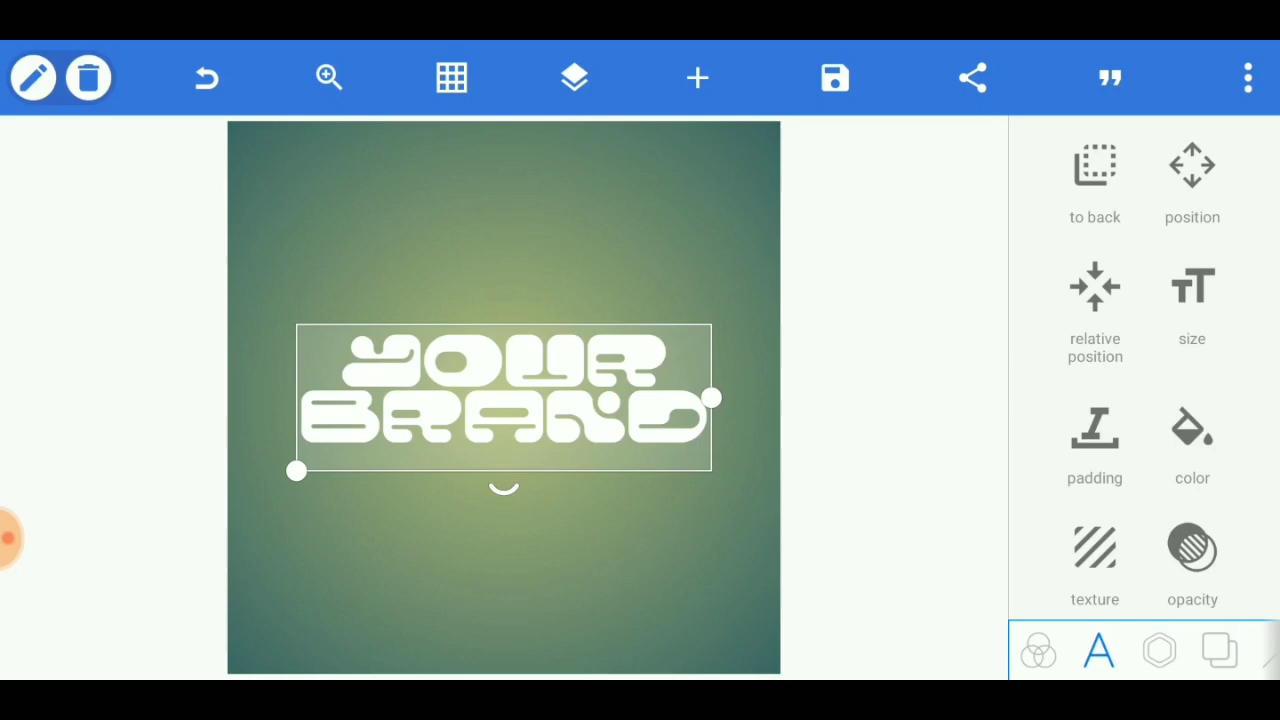 YOUR
BRAND
to back
position
relative
position
size
padding
color
texture
opacity